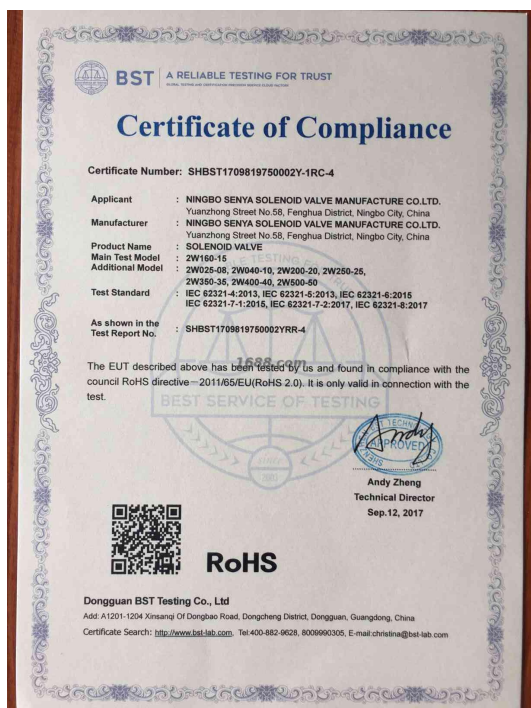 BST
A RELIABLE TESTING FOR TRUST
Certificate of Compliance
Certificate Number: SHBST1709819750002Y-1RC-4
Applicant : NINGBO SENYA SOLENOID VALVE MANUFACTURE CO.LTD.
Yuanzhong Street No.58, Fenghua District, Ningbo City, China
Manufacturer : NINGBO SENYA SOLENOID VALVE MANUFACTURE CO.LTD.
Yuanzhong Street No.58, Fenghua District, Ningbo City, China
Product Name : SOLENOID VALVE
Main Test Model : 2W160-15
Additional Model : 2W025-08, 2W040-10, 2W200-20, 2W250-25,
2W350-35, 2W400-40, 2W500-50
Test Standard : IEC 62321-4:2013, IEC 62321-5:2013, IEC 62321-6:2015
IEC 62321-7-1:2015, IEC 62321-7-2:2017, IEC 62321-8:2017
As shown in the
Test Report No. : SHBST1709819750002YRR-4
1688.com
The EUT described above has been tested by us and found in compliance with the
council RoHS directive－2011/65/EU(RoHS 2.0). It is only valid in connection with the
test.
BEST SERVICE OF TESTING
Andy
APPROVED
Andy Zheng
Technical Director
Sep.12, 2017
RoHS
Dongguan BST Testing Co., Ltd
Add: A1201-1204 Xinsanqi Of Dongbao Road, Dongcheng District, Dongguan, Guangdong, China
Certificate Search: http://www.bst-lab.com, Tel:400-882-9628, 8009990305, E-mail:christina@bst-lab.com